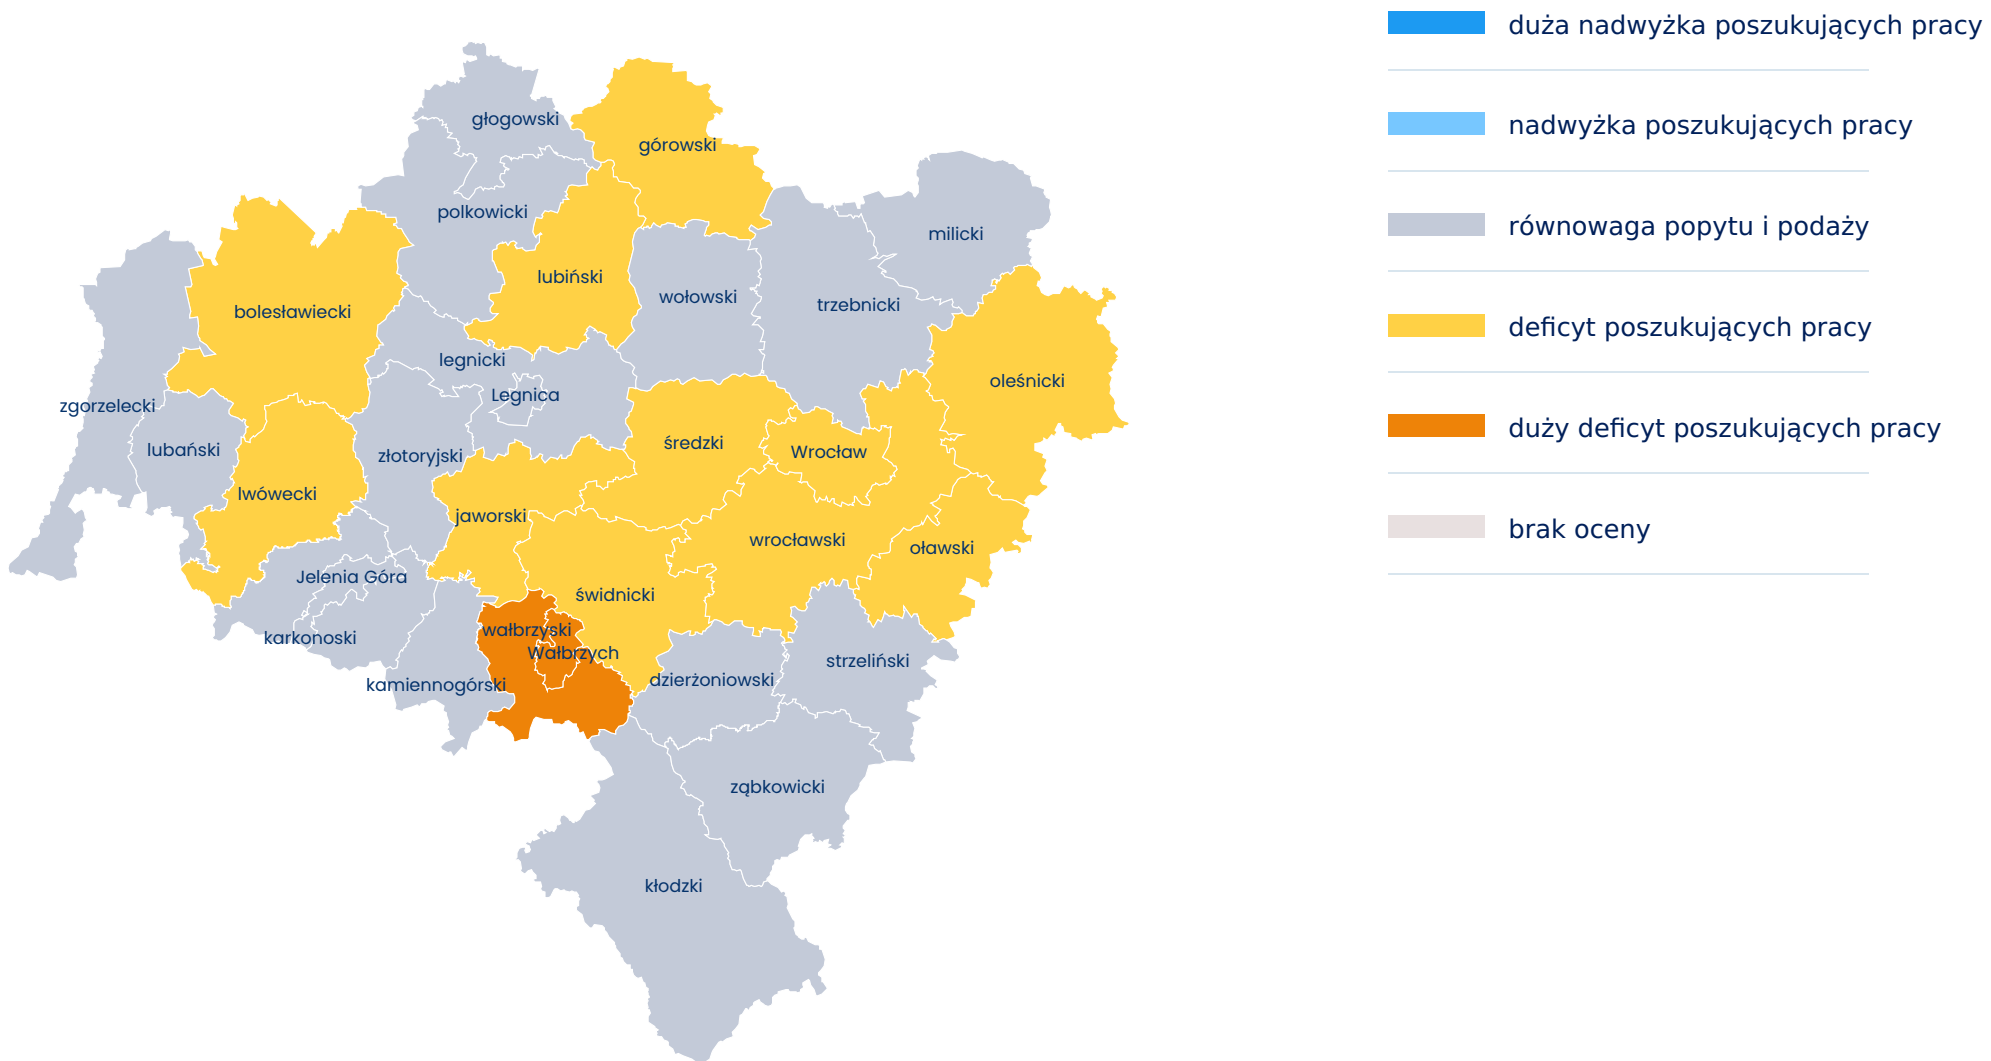 duża nadwyżka poszukujących pracy
nadwyżka poszukujących pracy
równowaga popytu i podaży
deficyt poszukujących pracy
duży deficyt poszukujących pracy
brak oceny
głogowski
górowski
polkowicki
milicki
lubiński
wołowski
trzebnicki
bolesławiecki
legnicki
Legnica
oleśnicki
zgorzelecki
lubański
złotoryjski
średzki
Wrocław
lwówecki
jaworski
wrocławski
oławski
Jelenia Góra
świdnicki
karkonoski
wałbrzyski
Wałbrzych
kamiennogórski
dzierżoniowski
strzeliński
ząbkowicki
kłodzki